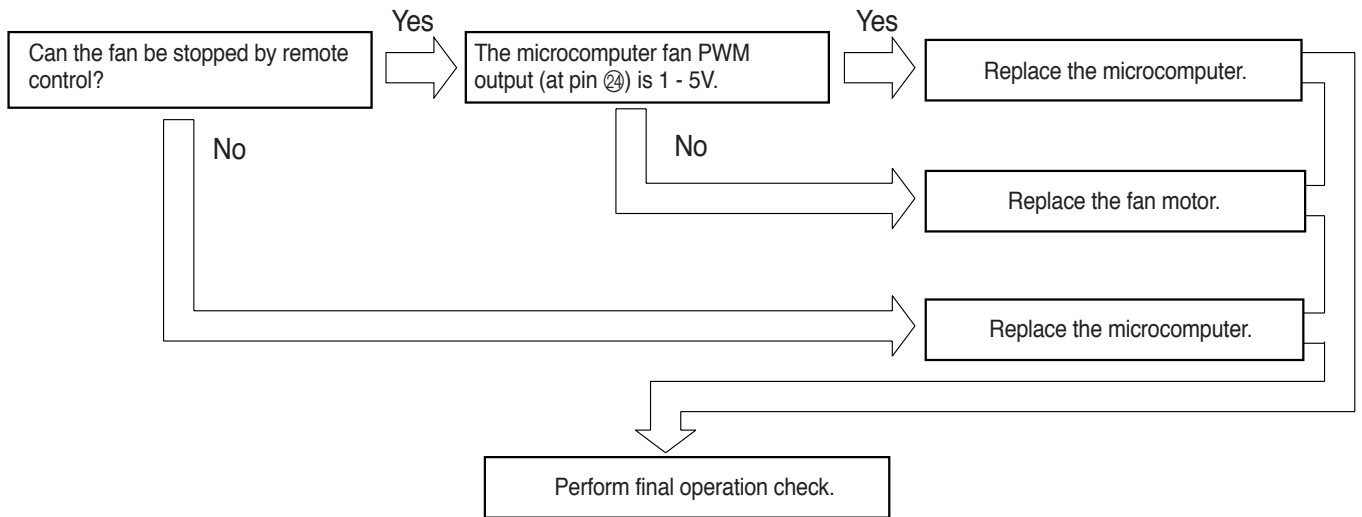 Yes
Yes
Can the fan be stopped by remote
control?
The microcomputer fan PWM
output (at pin ㉔) is 1 - 5V.
Replace the microcomputer.
No
No
Replace the fan motor.
Replace the microcomputer.
Perform final operation check.